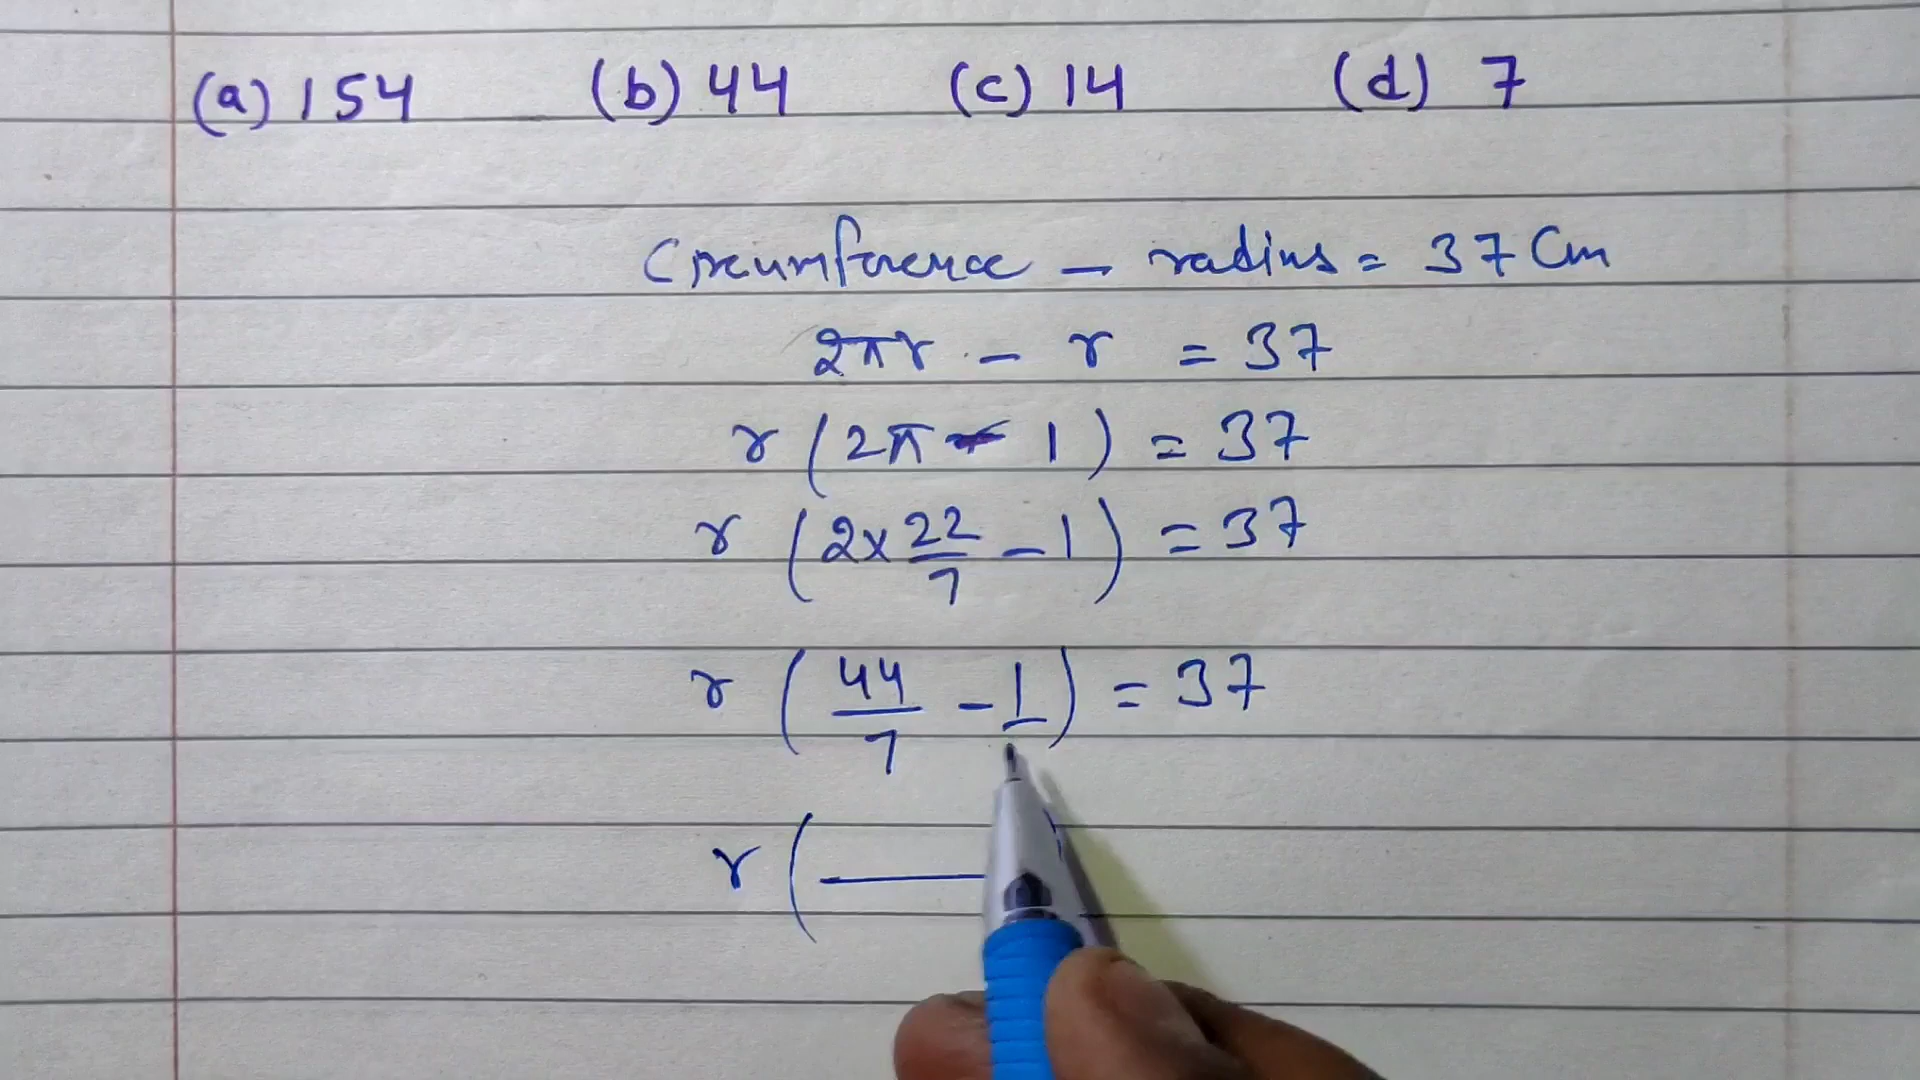 (a) 154 (b) 44 (c) 14 (d) 7
Circumference - radius = 37 Cm
2πr - r = 37
r (2π - 1) = 37
r (2 × 22/7 - 1) = 37
r (44/7 - 1) = 37
r (